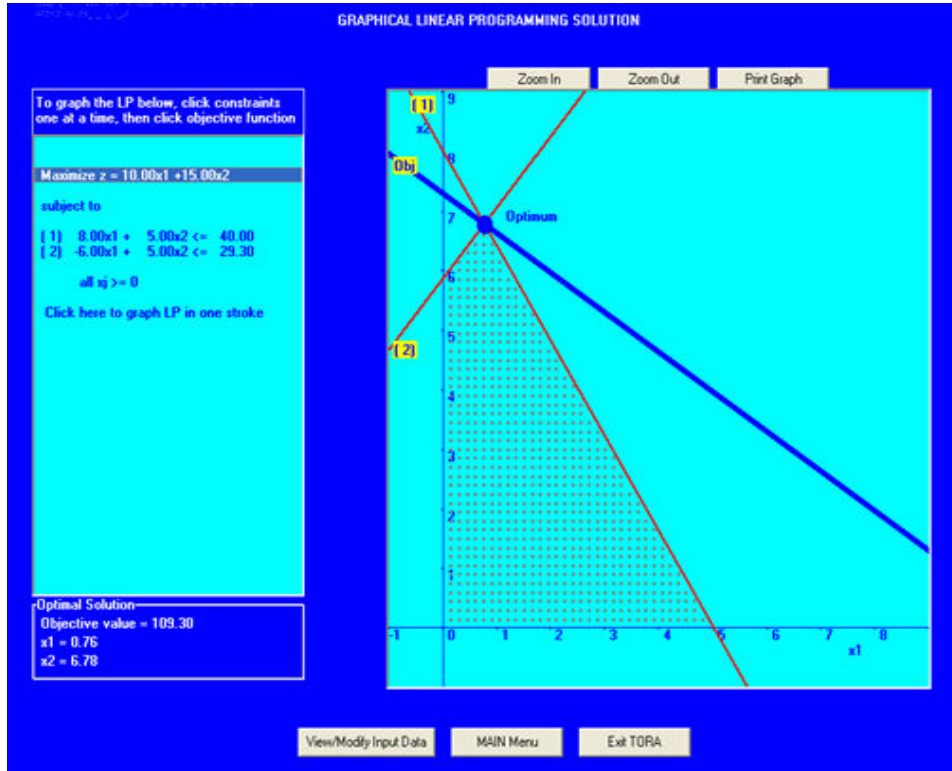 GRAPHICAL LINEAR PROGRAMMING SOLUTION
Zoom In Zoom Out Print Graph
To graph the LP below, click constraints
one at a time, then click objective function
Maximize z = 10.00x1 +15.00x2
subject to
( 1) 8.00x1 + 5.00x2 <= 40.00
( 2) -6.00x1 + 5.00x2 <= 29.30
all xj >= 0
Click here to graph LP in one stroke
Optimal Solution
Objective value = 109.30
x1 = 0.76
x2 = 6.78
( 1)
9
x2
8
Obj
7
Optimum
6
5
( 2)
4
3
2
1
-1 0 1 2 3 4 5 6 7 8
x1
View/Modify Input Data MAIN Menu Exit TORA